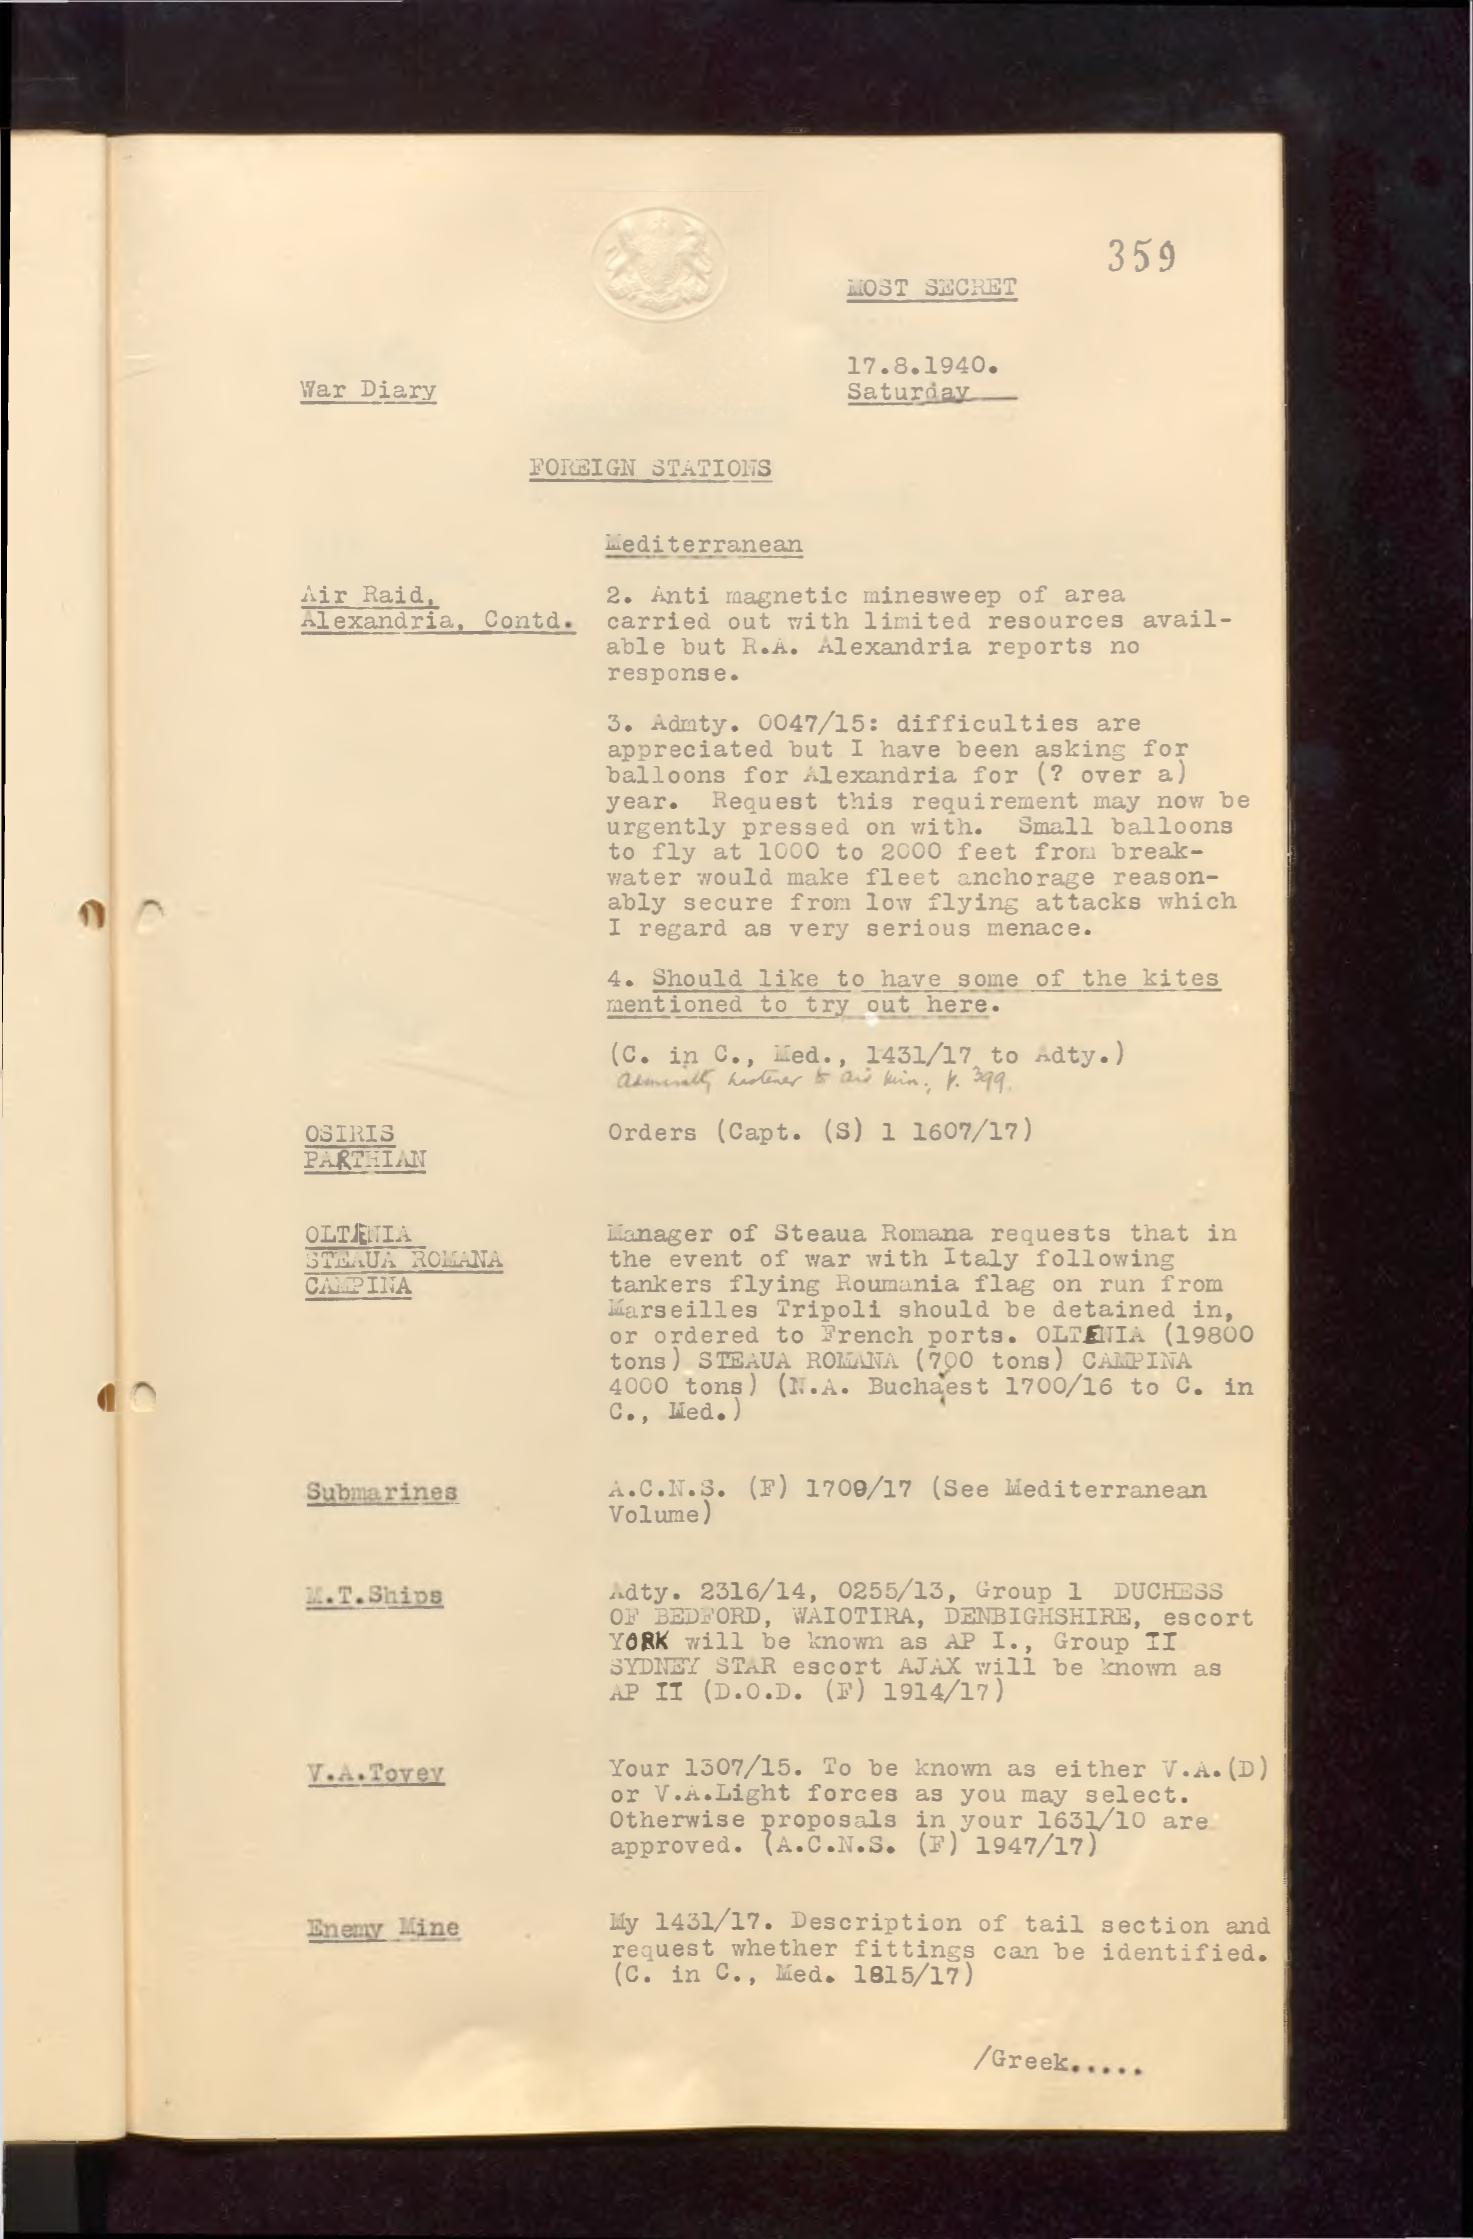 359
MOST SECRET
17.8.1940.
War Diary
Saturday
FOREIGN STATIONS
Mediterranean
Air Raid,
Alexandria, Contd.
2. Anti magnetic minesweep of area
carried out with limited resources avail-
able but R.A. Alexandria reports no
response.
3. Admty. 0047/15: difficulties are
appreciated but I have been asking for
balloons for Alexandria for (? over a)
year. Request this requirement may now be
urgently pressed on with. Small balloons
to fly at 1000 to 2000 feet from break-
water would make fleet anchorage reason-
ably secure from low flying attacks which
I regard as very serious menace.
4. Should like to have some of the kites
mentioned to try out here.
(C. in C., Med., 1431/17 to Adty.)
Admiralty hastener to Air Min., p. 399.
OSIRIS
PARTHIAN
Orders (Capt. (S) 1 1607/17)
OLTENIA
STEAUA ROMANA
CAMPINA
Manager of Steaua Romana requests that in
the event of war with Italy following
tankers flying Roumania flag on run from
Marseilles Tripoli should be detained in,
or ordered to French ports. OLTENIA (19800
tons) STEAUA ROMANA (700 tons) CAMPINA
4000 tons) (N.A. Buchaest 1700/16 to C. in
C., Med.)
Submarines
A.C.N.S. (F) 1709/17 (See Mediterranean
Volume)
M.T.Ships
Adty. 2316/14, 0255/13, Group 1 DUCHESS
OF BEDFORD, WAIOTIRA, DENBIGHSHIRE, escort
YORK will be known as AP I., Group II
SYDNEY STAR escort AJAX will be known as
AP II (D.O.D. (F) 1914/17)
V.A.Tovey
Your 1307/15. To be known as either V.A.(D)
or V.A.Light forces as you may select.
Otherwise proposals in your 1631/10 are
approved. (A.C.N.S. (F) 1947/17)
Enemy Mine
My 1431/17. Description of tail section and
request whether fittings can be identified.
(C. in C., Med. 1815/17)
/Greek.....